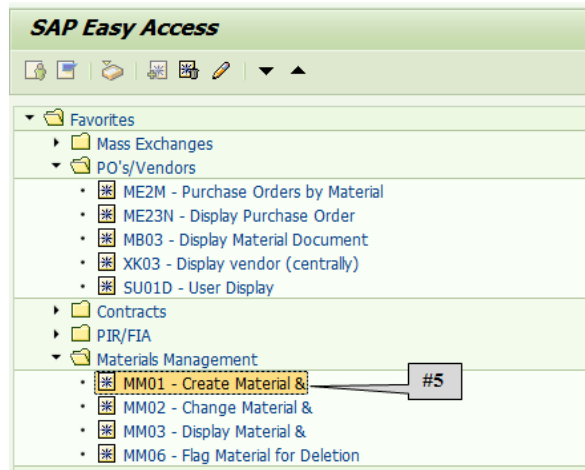 SAP Easy Access
Favorites
Mass Exchanges
PO's/Vendors
ME2M - Purchase Orders by Material
ME23N - Display Purchase Order
MB03 - Display Material Document
XK03 - Display vendor (centrally)
SU01D - User Display
Contracts
PIR/FIA
Materials Management
MM01 - Create Material &
#5
MM02 - Change Material &
MM03 - Display Material &
MM06 - Flag Material for Deletion